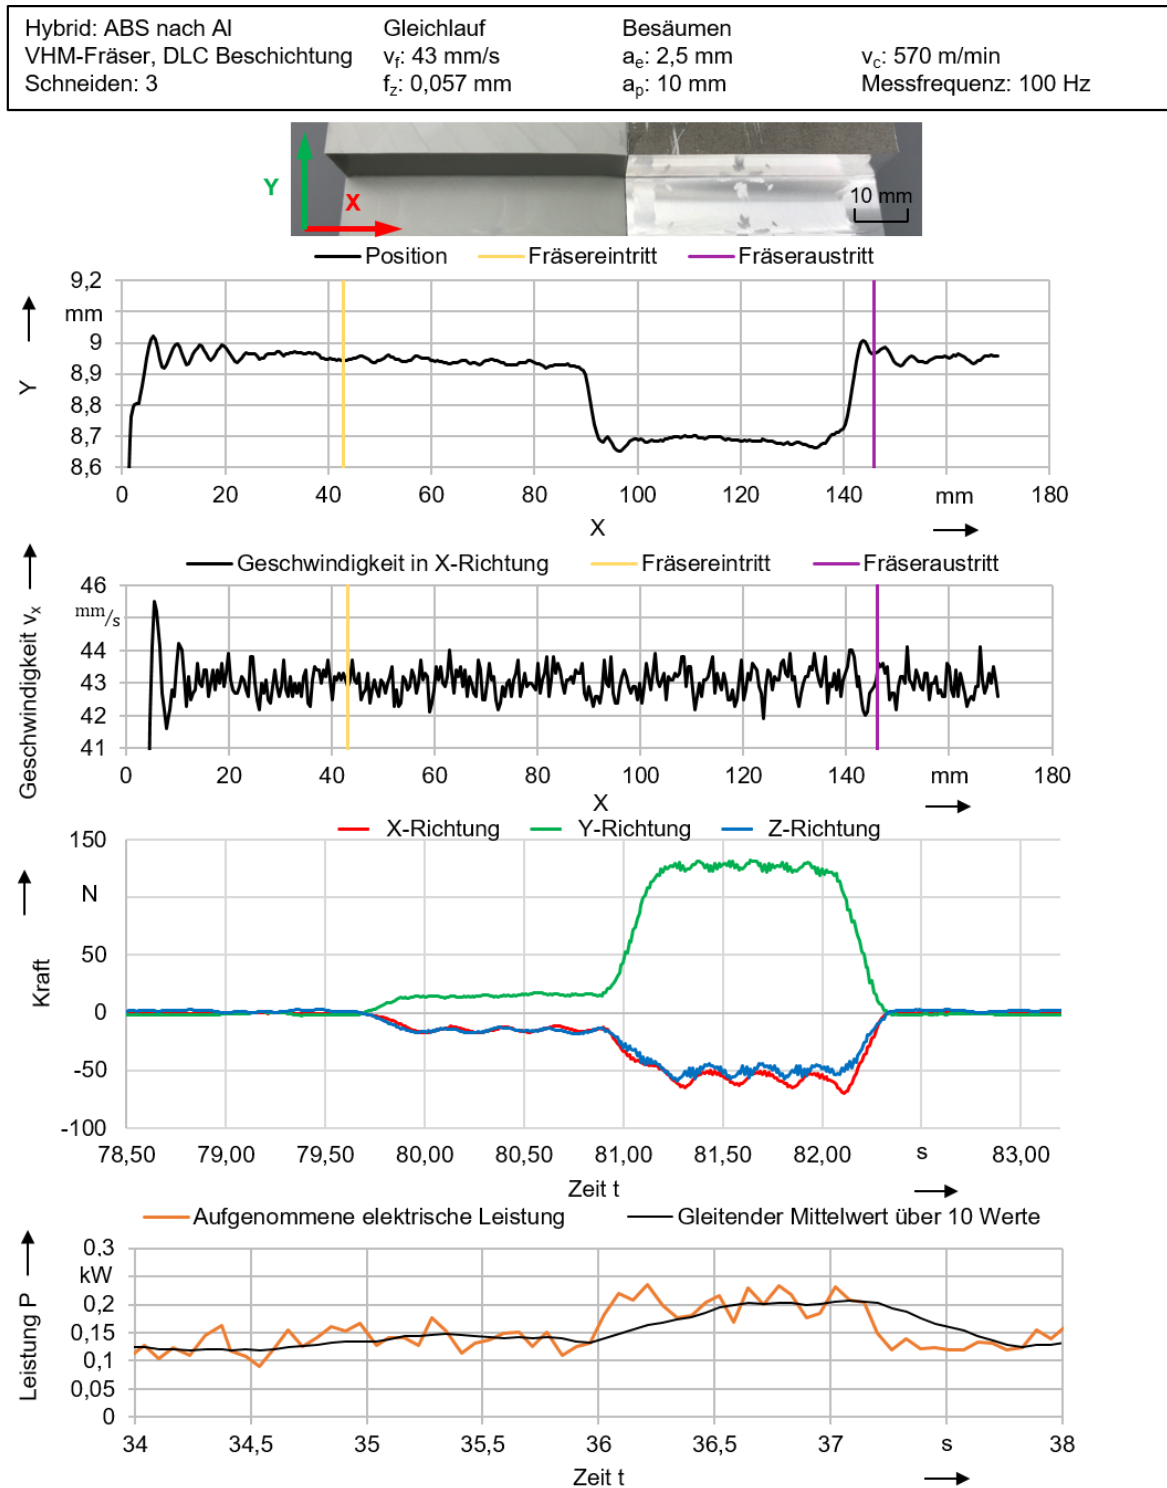 Hybrid: ABS nach Al Gleichlauf Besäumen
VHM-Fräser, DLC Beschichtung vf: 43 mm/s ae: 2,5 mm vc: 570 m/min
Schneiden: 3 fz: 0,057 mm ap: 10 mm Messfrequenz: 100 Hz
Y
X
10 mm
Position Fräsereintritt Fräseraustritt
9,2
mm
9
8,9
8,8
8,7
8,6
Y
0 20 40 60 80 100 120 140 mm 180
X
Geschwindigkeit in X-Richtung Fräsereintritt Fräseraustritt
46
mm/s
44
43
42
41
Geschwindigkeit vx
0 20 40 60 80 100 120 140 mm 180
X
X-Richtung Y-Richtung Z-Richtung
150
N
50
0
-50
-100
Kraft
78,50 79,00 79,50 80,00 80,50 81,00 81,50 82,00 s 83,00
Zeit t
Aufgenommene elektrische Leistung Gleitender Mittelwert über 10 Werte
0,3
kW
0,2
0,15
0,1
0,05
0
Leistung P
34 34,5 35 35,5 36 36,5 37 s 38
Zeit t